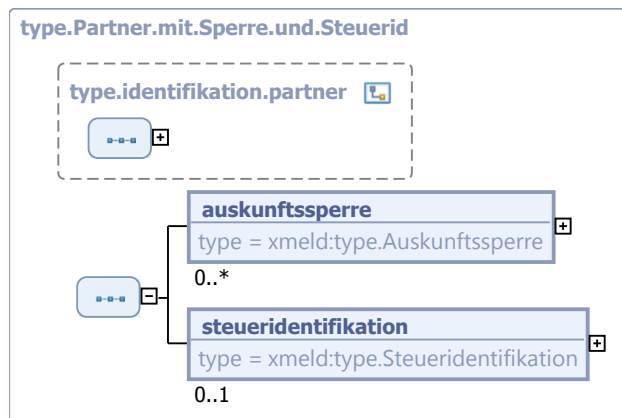 type.Partner.mit.Sperre.und.Steuerid
type.identifikation.partner
auskunftssperre
type = xmeld:type.Auskunftssperre
0..*
steueridentifikation
type = xmeld:type.Steueridentifikation
0..1